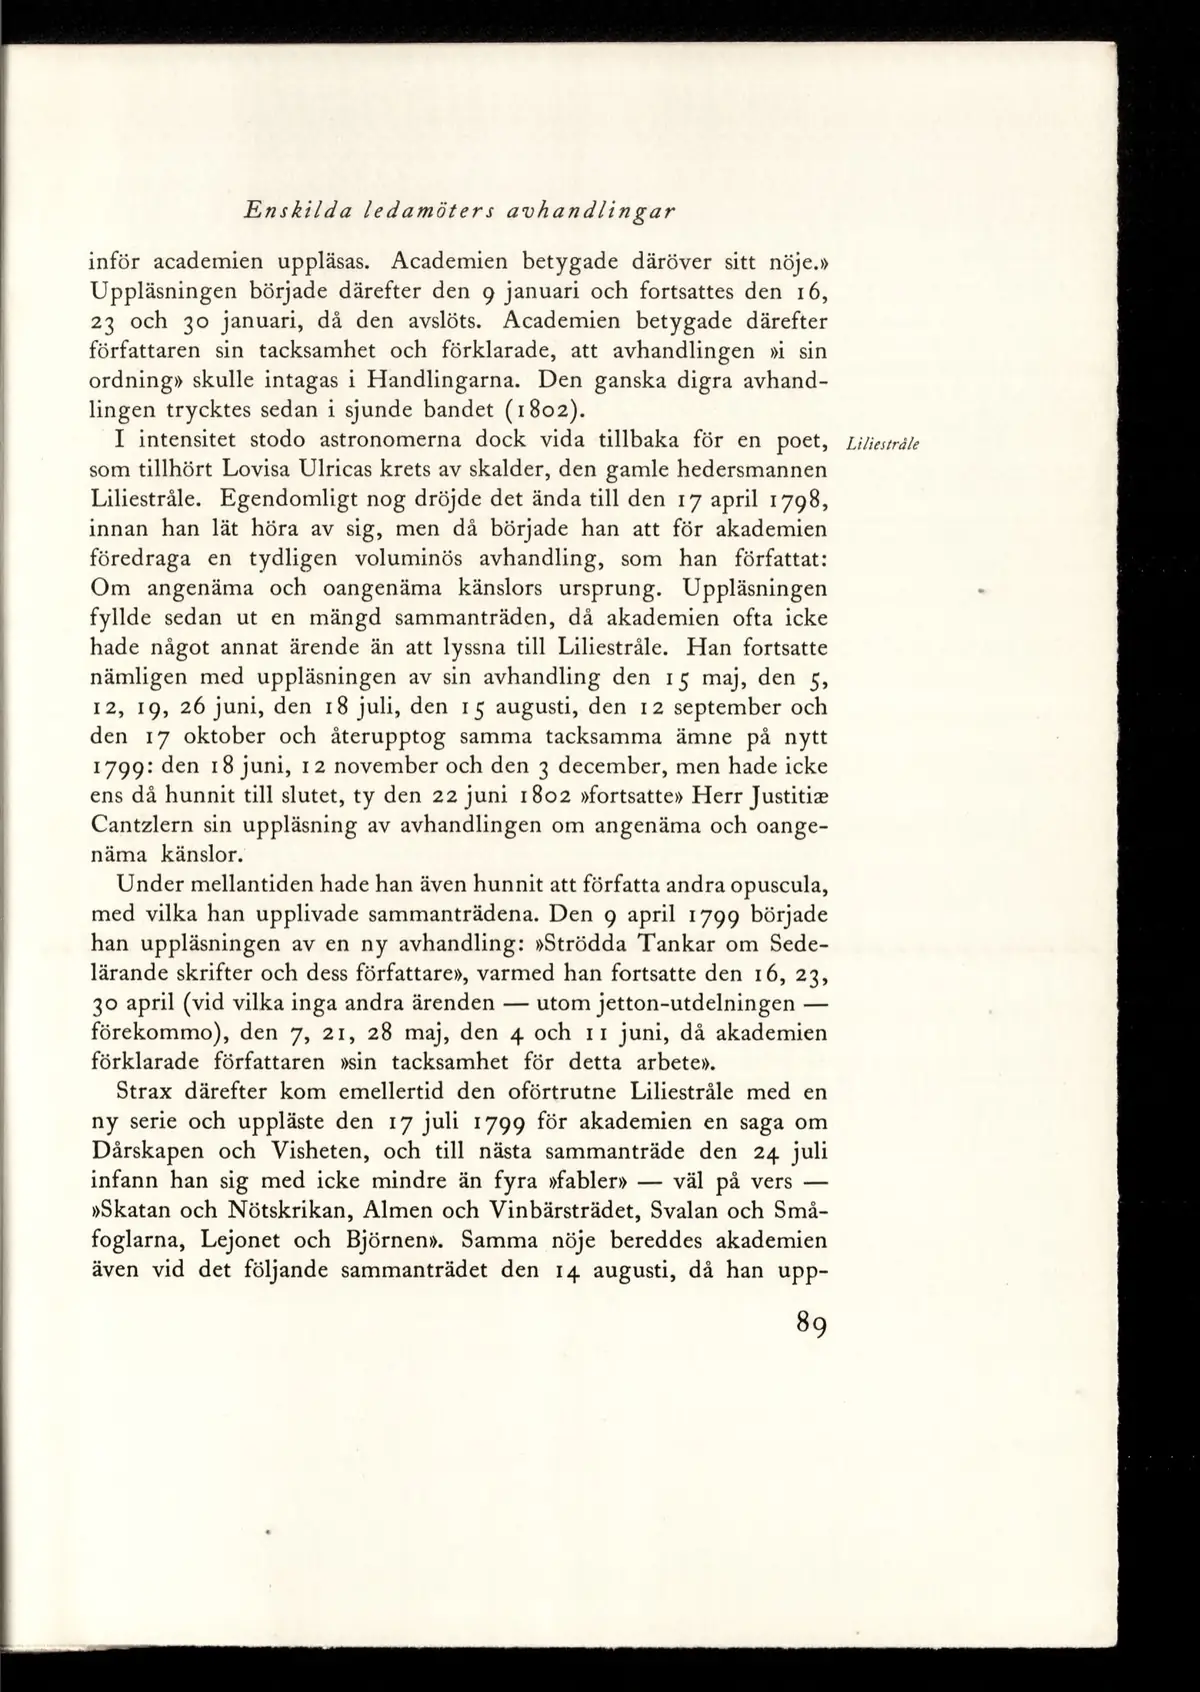 Enskilda ledamöters avhandlingar
inför academien uppläsas. Academien betygade däröver sitt nöje.»
Uppläsningen började därefter den 9 januari och fortsattes den 16,
23 och 30 januari, då den avslöts. Academien betygade därefter
författaren sin tacksamhet och förklarade, att avhandlingen »i sin
ordning» skulle intagas i Handlingarna. Den ganska digra avhand-
lingen trycktes sedan i sjunde bandet (1802).
I intensitet stodo astronomerna dock vida tillbaka för en poet,
Liliestråle
som tillhört Lovisa Ulricas krets av skalder, den gamle hedersmannen
Liliestråle. Egendomligt nog dröjde det ända till den 17 april 1798,
innan han lät höra av sig, men då började han att för akademien
föredraga en tydligen voluminös avhandling, som han författat:
Om angenäma och oangenäma känslors ursprung. Uppläsningen
fyllde sedan ut en mängd sammanträden, då akademien ofta icke
hade något annat ärende än att lyssna till Liliestråle. Han fortsatte
nämligen med uppläsningen av sin avhandling den 15 maj, den 5,
12, 19, 26 juni, den 18 juli, den 15 augusti, den 12 september och
den 17 oktober och återupptog samma tacksamma ämne på nytt
1799: den 18 juni, 12 november och den 3 december, men hade icke
ens då hunnit till slutet, ty den 22 juni 1802 »fortsatte» Herr Justitiæ
Cantzlern sin uppläsning av avhandlingen om angenäma och oange-
näma känslor.
Under mellantiden hade han även hunnit att författa andra opuscula,
med vilka han upplivade sammanträdena. Den 9 april 1799 började
han uppläsningen av en ny avhandling: »Strödda Tankar om Sede-
lärande skrifter och dess författare», varmed han fortsatte den 16, 23,
30 april (vid vilka inga andra ärenden — utom jetton-utdelningen —
förekommo), den 7, 21, 28 maj, den 4 och 11 juni, då akademien
förklarade författaren »sin tacksamhet för detta arbete».
Strax därefter kom emellertid den oförtrutne Liliestråle med en
ny serie och uppläste den 17 juli 1799 för akademien en saga om
Dårskapen och Visheten, och till nästa sammanträde den 24 juli
infann han sig med icke mindre än fyra »fabler» — väl på vers —
»Skatan och Nötskrikan, Almen och Vinbärsträdet, Svalan och Små-
foglarna, Lejonet och Björnen». Samma nöje bereddes akademien
även vid det följande sammanträdet den 14 augusti, då han upp-
89